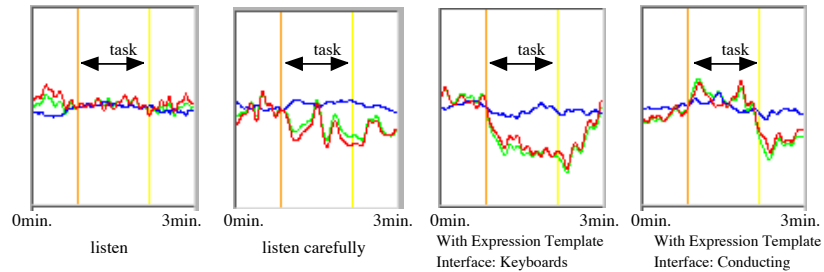 task
task
task
task
0min. 3min.
0min. 3min.
0min. 3min.
0min. 3min.
listen
listen carefully
With Expression Template
Interface: Keyboards
With Expression Template
Interface: Conducting